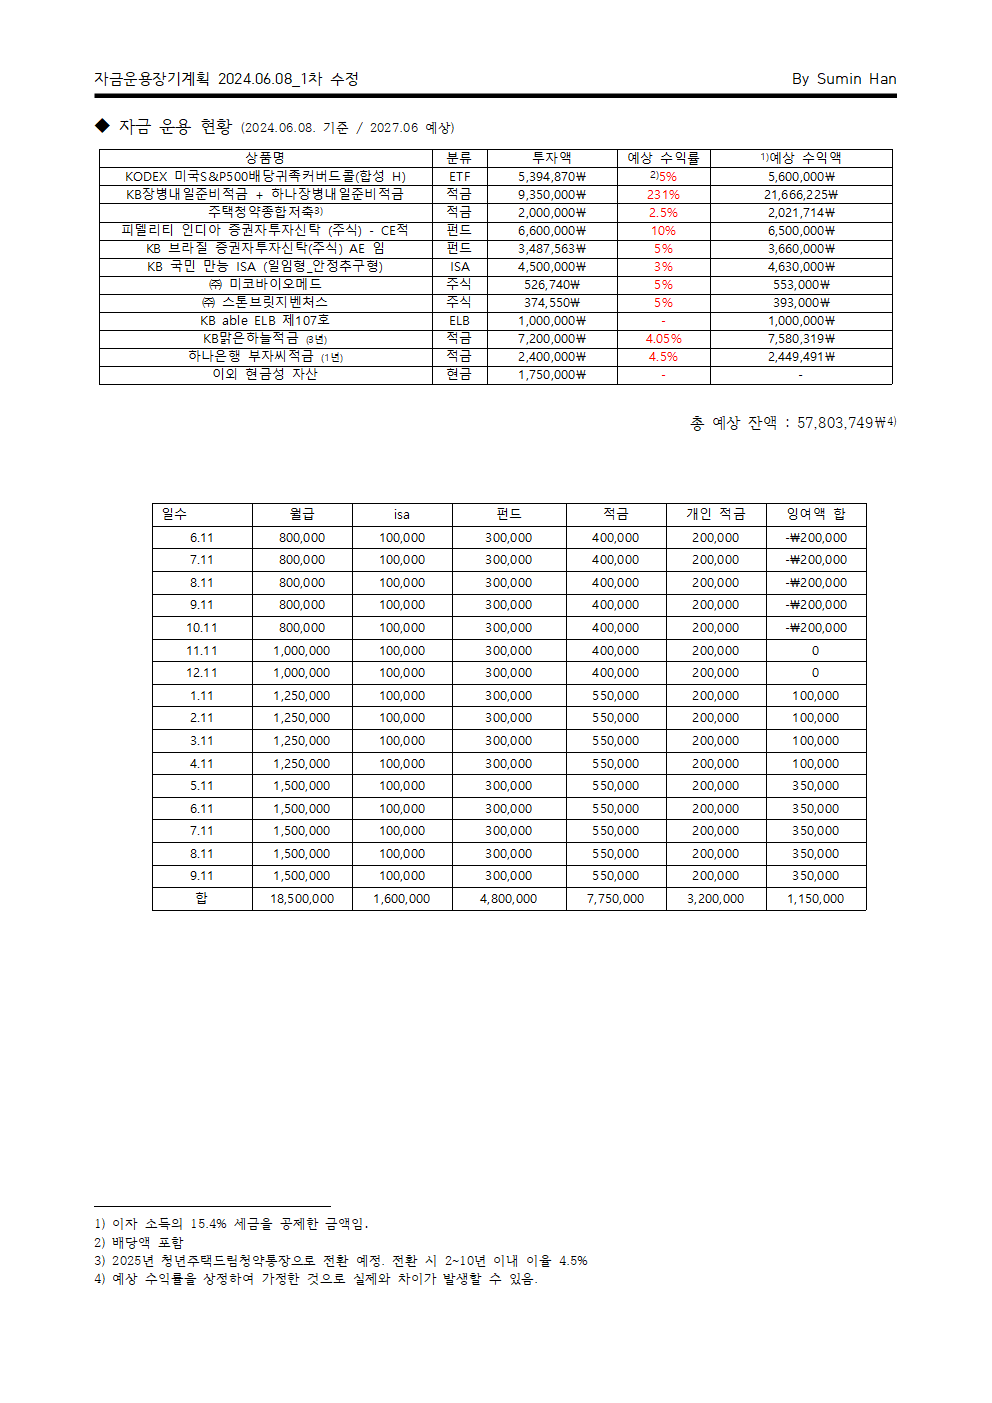 자금운용장기계획 2024.06.08_1차 수정 By Sumin Han
◆ 자금 운용 현황 (2024.06.08. 기준 / 2027.06 예상)
상품명 분류 투자액 예상 수익률 1)예상 수익액
KODEX 미국S&P500배당귀족커버드콜(합성 H) ETF 5,394,870₩ 2)5% 5,600,000₩
KB장병내일준비적금 + 하나장병내일준비적금 적금 9,350,000₩ 231% 21,666,225₩
주택청약종합저축3) 적금 2,000,000₩ 2.5% 2,021,714₩
피델리티 인디아 증권자투자신탁 (주식) - CE적 펀드 6,600,000₩ 10% 6,500,000₩
KB 브라질 증권자투자신탁(주식) AE 임 펀드 3,487,563₩ 5% 3,660,000₩
KB 국민 만능 ISA (일임형_안정추구형) ISA 4,500,000₩ 3% 4,630,000₩
㈜ 미코바이오메드 주식 526,740₩ 5% 553,000₩
㈜ 스톤브릿지벤처스 주식 374,550₩ 5% 393,000₩
KB able ELB 제107호 ELB 1,000,000₩ - 1,000,000₩
KB맑은하늘적금 (3년) 적금 7,200,000₩ 4.05% 7,580,319₩
하나은행 부자씨적금 (1년) 적금 2,400,000₩ 4.5% 2,449,491₩
이외 현금성 자산 현금 1,750,000₩ - -
총 예상 잔액 : 57,803,749₩4)
일수 월급 isa 펀드 적금 개인 적금 잉여액 합
6.11 800,000 100,000 300,000 400,000 200,000 -₩200,000
7.11 800,000 100,000 300,000 400,000 200,000 -₩200,000
8.11 800,000 100,000 300,000 400,000 200,000 -₩200,000
9.11 800,000 100,000 300,000 400,000 200,000 -₩200,000
10.11 800,000 100,000 300,000 400,000 200,000 -₩200,000
11.11 1,000,000 100,000 300,000 400,000 200,000 0
12.11 1,000,000 100,000 300,000 400,000 200,000 0
1.11 1,250,000 100,000 300,000 550,000 200,000 100,000
2.11 1,250,000 100,000 300,000 550,000 200,000 100,000
3.11 1,250,000 100,000 300,000 550,000 200,000 100,000
4.11 1,250,000 100,000 300,000 550,000 200,000 100,000
5.11 1,500,000 100,000 300,000 550,000 200,000 350,000
6.11 1,500,000 100,000 300,000 550,000 200,000 350,000
7.11 1,500,000 100,000 300,000 550,000 200,000 350,000
8.11 1,500,000 100,000 300,000 550,000 200,000 350,000
9.11 1,500,000 100,000 300,000 550,000 200,000 350,000
합 18,500,000 1,600,000 4,800,000 7,750,000 3,200,000 1,150,000
1) 이자 소득의 15.4% 세금을 공제한 금액임.
2) 배당액 포함
3) 2025년 청년주택드림청약통장으로 전환 예정. 전환 시 2~10년 이내 이율 4.5%
4) 예상 수익률을 상정하여 가정한 것으로 실제와 차이가 발생할 수 있음.